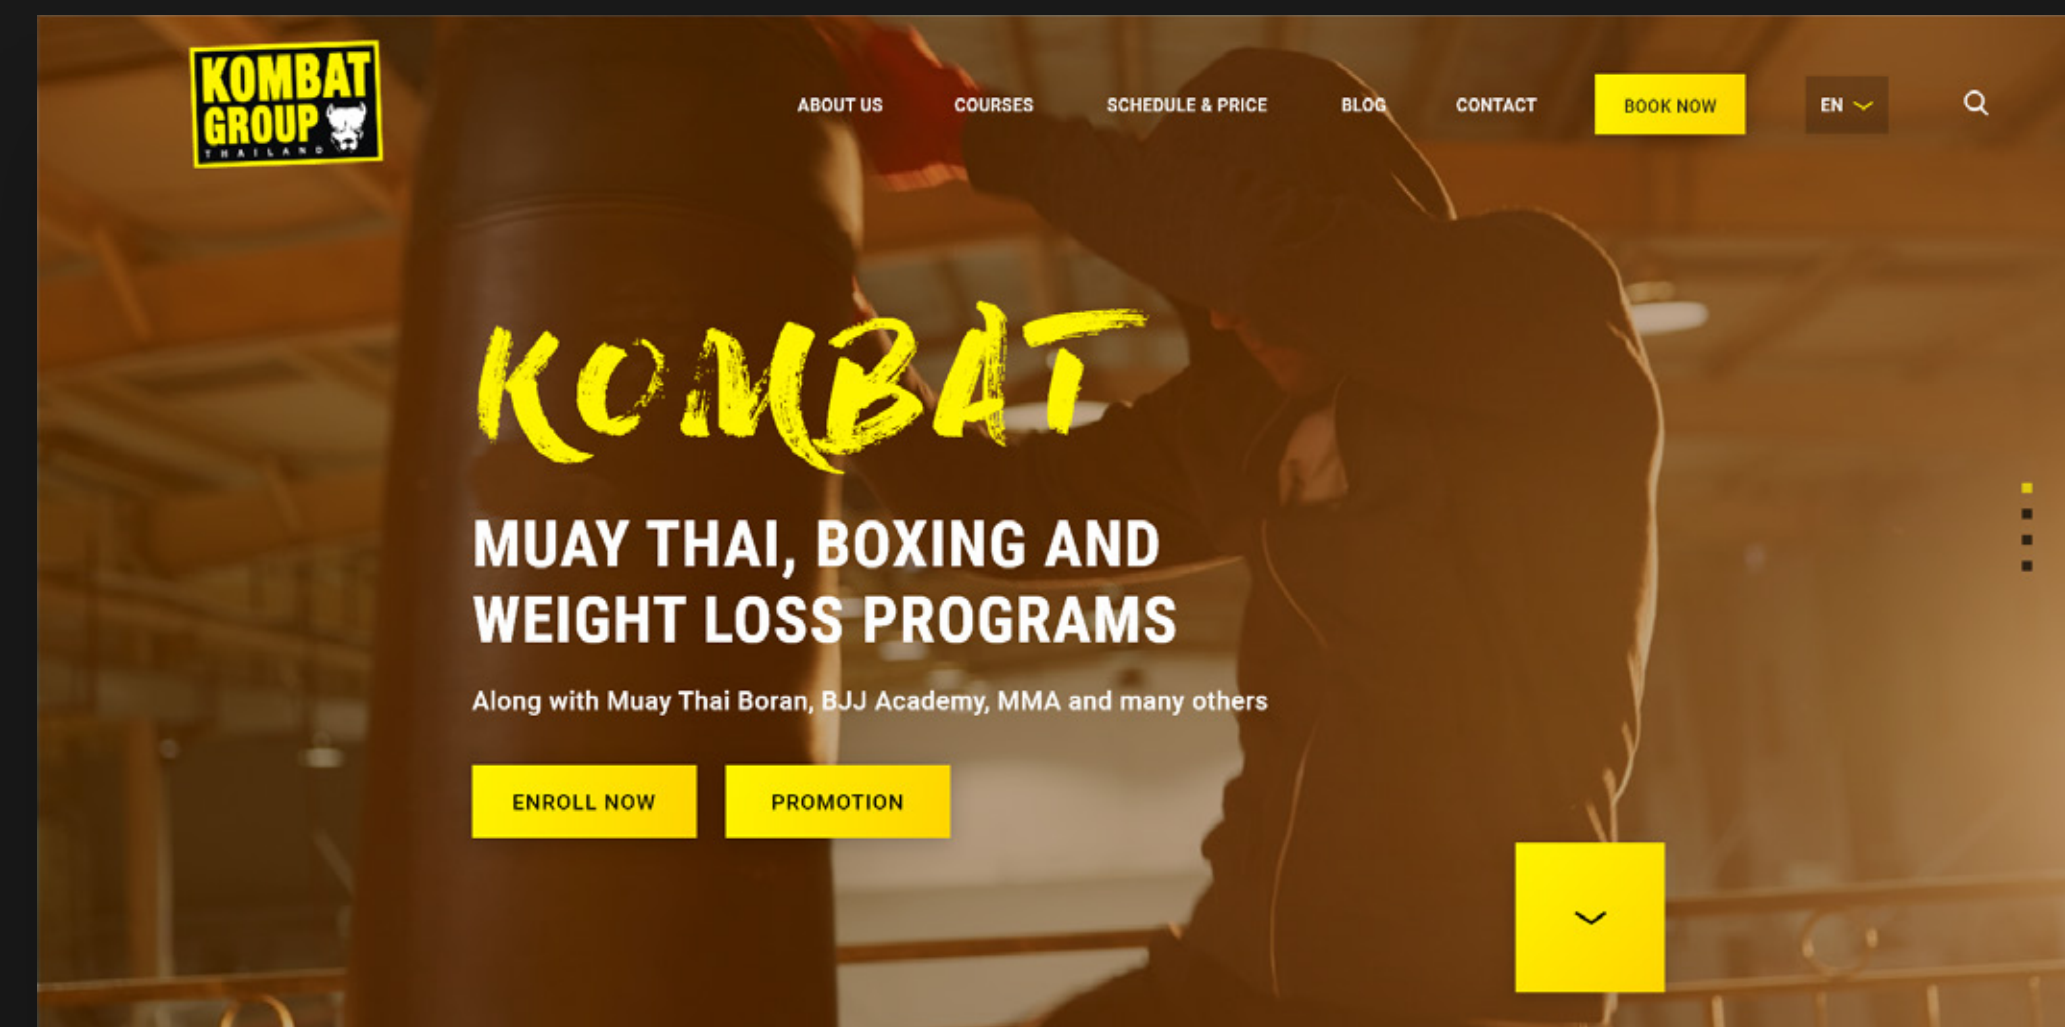 KOMBAT
GROUP
THAILAND
ABOUT US
COURSES
SCHEDULE & PRICE
BLOG
CONTACT
BOOK NOW
EN
KOMBAT
MUAY THAI, BOXING AND
WEIGHT LOSS PROGRAMS
Along with Muay Thai Boran, BJJ Academy, MMA and many others
ENROLL NOW
PROMOTION